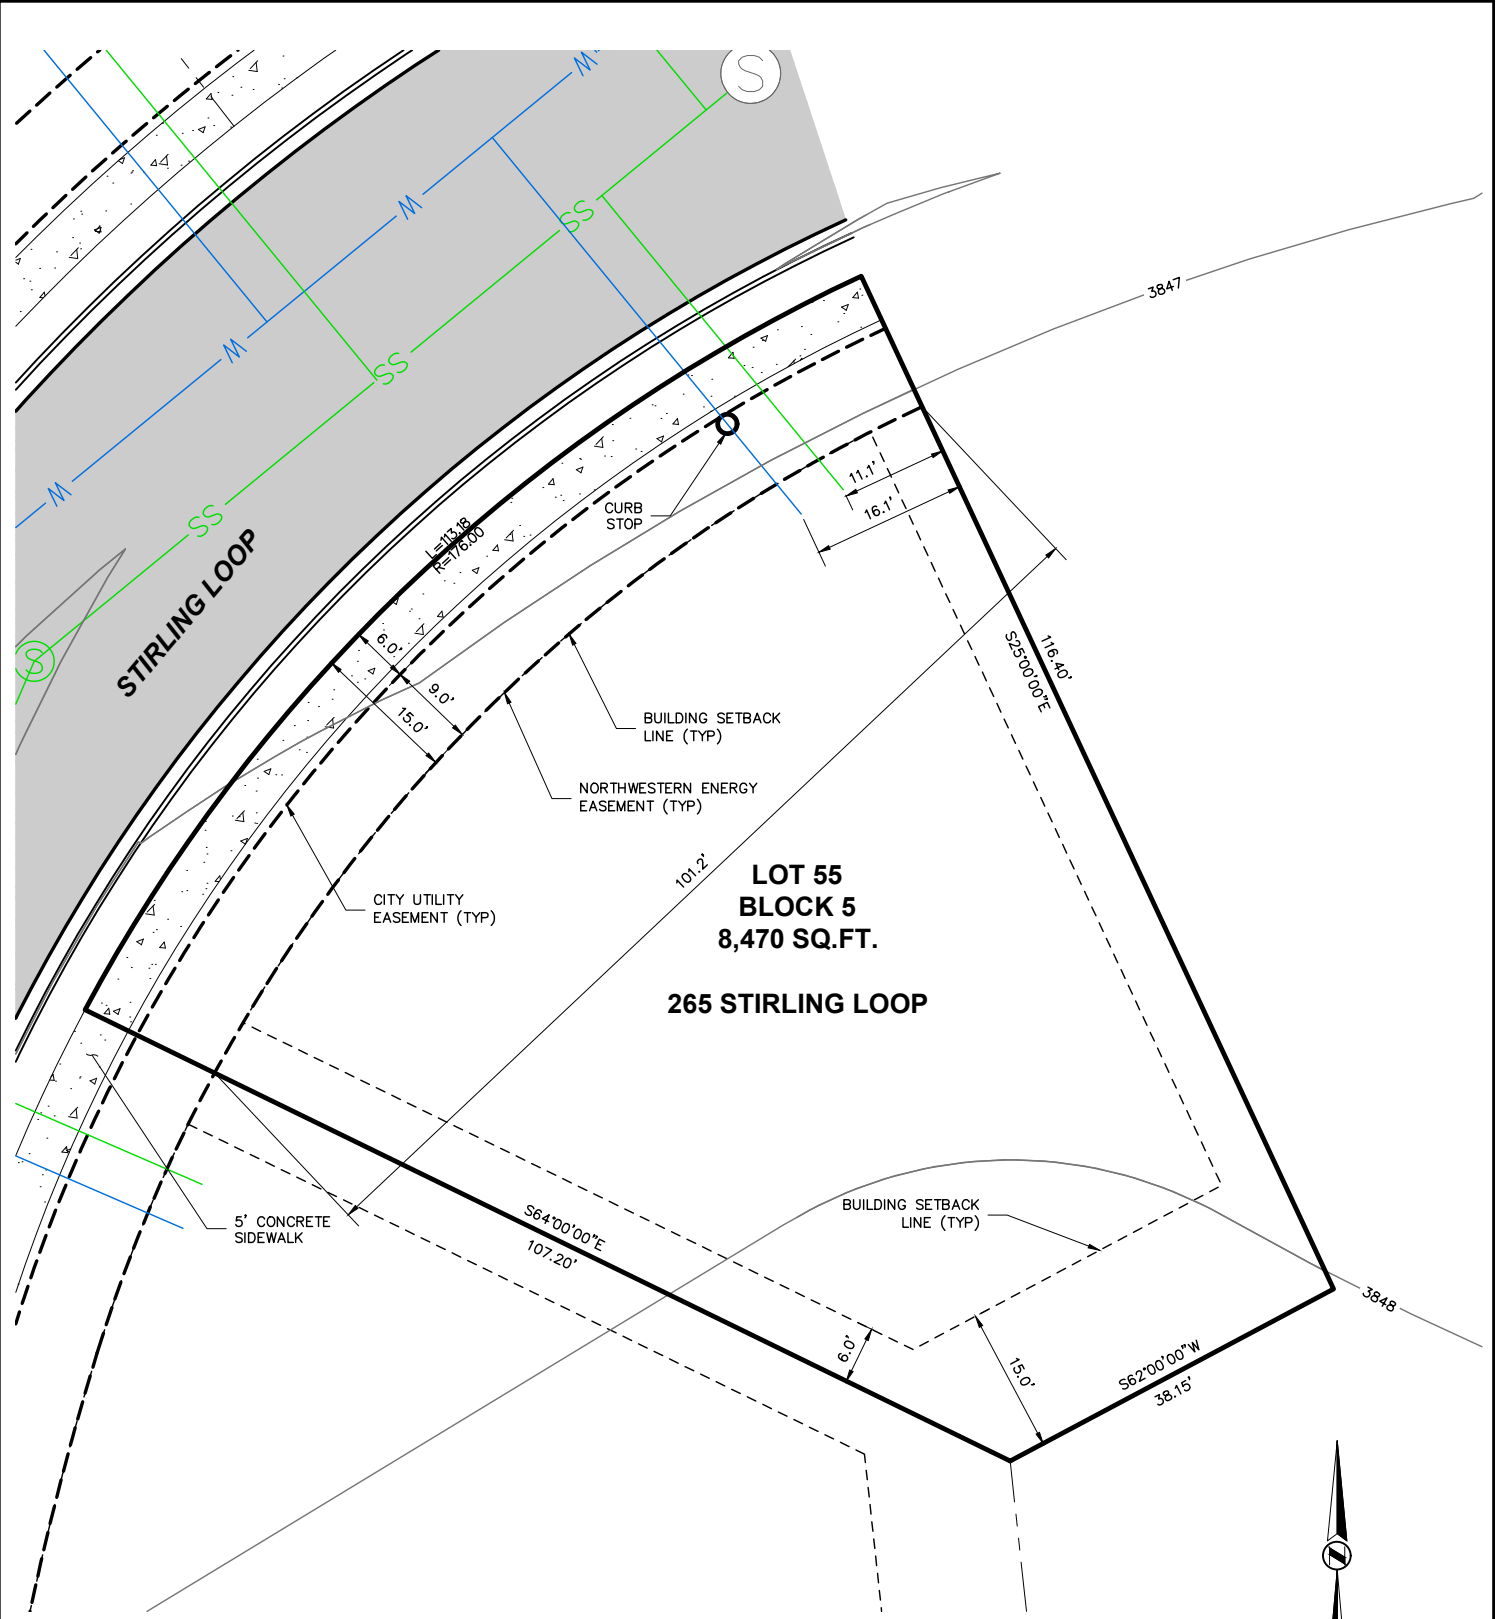 S
W
W
SS
3847
W
SS
11.1'
16.1'
CURB
STOP
W
SS
L=113.18
R=176.00
STIRLING LOOP
S
6.0'
9.0'
15.0'
116.40'
S25°00'00"E
BUILDING SETBACK
LINE (TYP)
NORTHWESTERN ENERGY
EASEMENT (TYP)
101.2'
LOT 55
BLOCK 5
8,470 SQ.FT.
265 STIRLING LOOP
CITY UTILITY
EASEMENT (TYP)
5' CONCRETE
SIDEWALK
S64°00'00"E
107.20'
BUILDING SETBACK
LINE (TYP)
3848
6.0'
15.0'
S62°00'00"W
38.15'
N